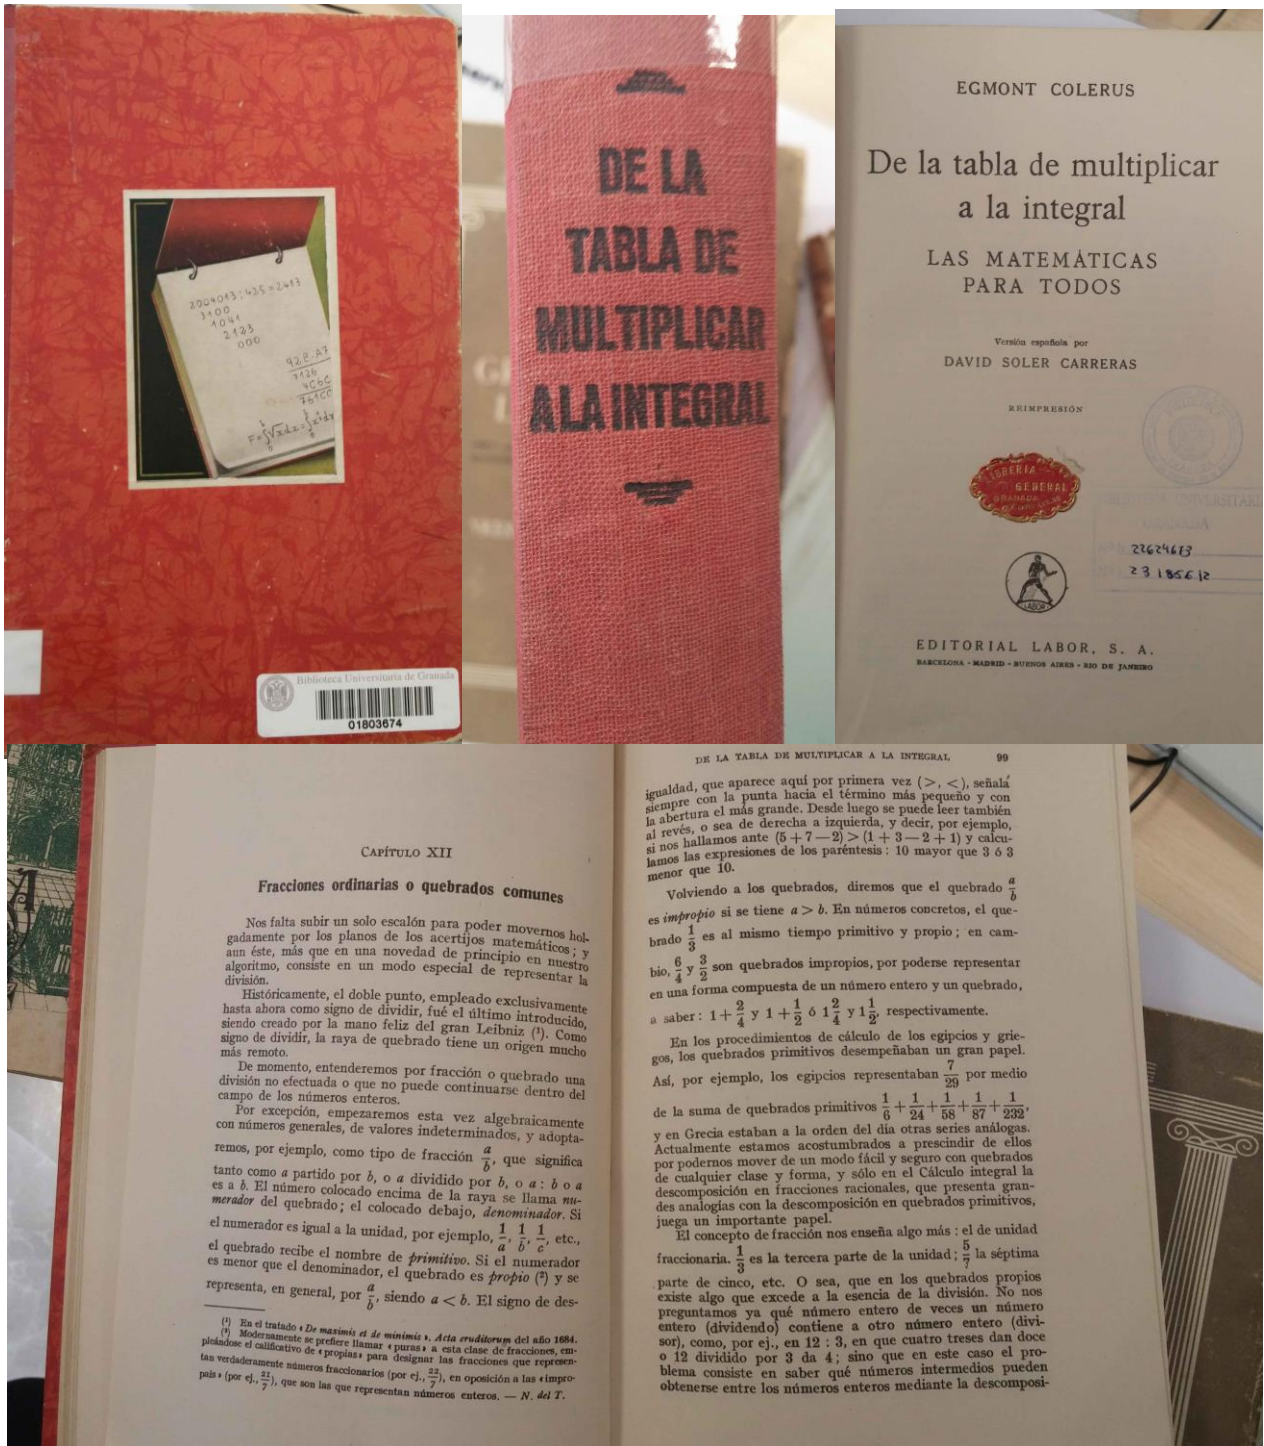 2004013:425=2413
3100
1041
2123
000
92E.A7
4C6C
761CC
Biblioteca Universitaria de Granada
01803674
DE LA
TABLA DE
MULTIPLICAR
A LA INTEGRAL
EGMONT COLERUS
De la tabla de multiplicar
a la integral
LAS MATEMÁTICAS
PARA TODOS
Versión española por
DAVID SOLER CARRERAS
REIMPRESIÓN
LIBRERIA
GENERAL
GRANADA
BIBLIOTECA UNIVERSITARIA
GRANADA
LABOR
EDITORIAL LABOR, S. A.
BARCELONA - MADRID - BUENOS AIRES - RIO DE JANEIRO
CAPÍTULO XII
Fracciones ordinarias o quebrados comunes
Nos falta subir un solo escalón para poder movernos hol-
gadamente por los planos de los acertijos matemáticos; y
aun éste, más que en una novedad de principio en nuestro
algoritmo, consiste en un modo especial de representar la
división.
Históricamente, el doble punto, empleado exclusivamente
hasta ahora como signo de dividir, fué el último introducido,
siendo creado por la mano feliz del gran Leibniz (¹). Como
signo de dividir, la raya de quebrado tiene un origen mucho
más remoto.
De momento, entenderemos por fracción o quebrado una
división no efectuada o que no puede continuarse dentro del
campo de los números enteros.
Por excepción, empezaremos esta vez algebraicamente
con números generales, de valores indeterminados, y adopta-
remos, por ejemplo, como tipo de fracción a/b, que significa
tanto como a partido por b, o a dividido por b, o a : b o a
es a b. El número colocado encima de la raya se llama nu-
merador del quebrado; el colocado debajo, denominador. Si
el numerador es igual a la unidad, por ejemplo, 1/a, 1/b, 1/c, etc.,
el quebrado recibe el nombre de primitivo. Si el numerador
es menor que el denominador, el quebrado es propio (²) y se
representa, en general, por a/b, siendo a < b. El signo de des-
(¹) En el tratado « De maximis et de minimis ». Acta eruditorum del año 1684.
(²) Modernamente se prefiere llamar « puras » a esta clase de fracciones, em-
pleándose el calificativo de « propias » para designar las fracciones que represen-
tan verdaderamente números fraccionarios (por ej., 22/7), en oposición a las « impro-
pais » (por ej., 21/7), que son las que representan números enteros. — N. del T.
DE LA TABLA DE MULTIPLICAR A LA INTEGRAL 99
igualdad, que aparece aquí por primera vez (>, <), señala
siempre con la punta hacia el término más pequeño y con
la abertura el más grande. Desde luego se puede leer también
al revés, o sea de derecha a izquierda, y decir, por ejemplo,
si nos hallamos ante (5 + 7 — 2) > (1 + 3 — 2 + 1) y calcu-
lamos las expresiones de los paréntesis : 10 mayor que 3 ó 3
menor que 10.
Volviendo a los quebrados, diremos que el quebrado a/b
es impropio si se tiene a > b. En números concretos, el que-
brado 1/3 es al mismo tiempo primitivo y propio; en cam-
bio, 6/4 y 3/2 son quebrados impropios, por poderse representar
en una forma compuesta de un número entero y un quebrado,
a saber : 1 + 2/4 y 1 + 1/2 ó 1 2/4 y 1 1/2, respectivamente.
En los procedimientos de cálculo de los egipcios y grie-
gos, los quebrados primitivos desempeñaban un gran papel.
Así, por ejemplo, los egipcios representaban 7/29 por medio
de la suma de quebrados primitivos 1/6 + 1/24 + 1/58 + 1/87 + 1/232,
y en Grecia estaban a la orden del día otras series análogas.
Actualmente estamos acostumbrados a prescindir de ellos
por podernos mover de un modo fácil y seguro con quebrados
de cualquier clase y forma, y sólo en el Cálculo integral la
descomposición en fracciones racionales, que presenta gran-
des analogías con la descomposición en quebrados primitivos,
juega un importante papel.
El concepto de fracción nos enseña algo más : el de unidad
fraccionaria. 1/3 es la tercera parte de la unidad; 5/7 la séptima
parte de cinco, etc. O sea, que en los quebrados propios
existe algo que excede a la esencia de la división. No nos
preguntamos ya qué número entero de veces un número
entero (dividendo) contiene a otro número entero (divi-
sor), como, por ej., en 12 : 3, en que cuatro treses dan doce
o 12 dividido por 3 da 4; sino que en este caso el pro-
blema consiste en saber qué números intermedios pueden
obtenerse entre los números enteros mediante la descomposi-